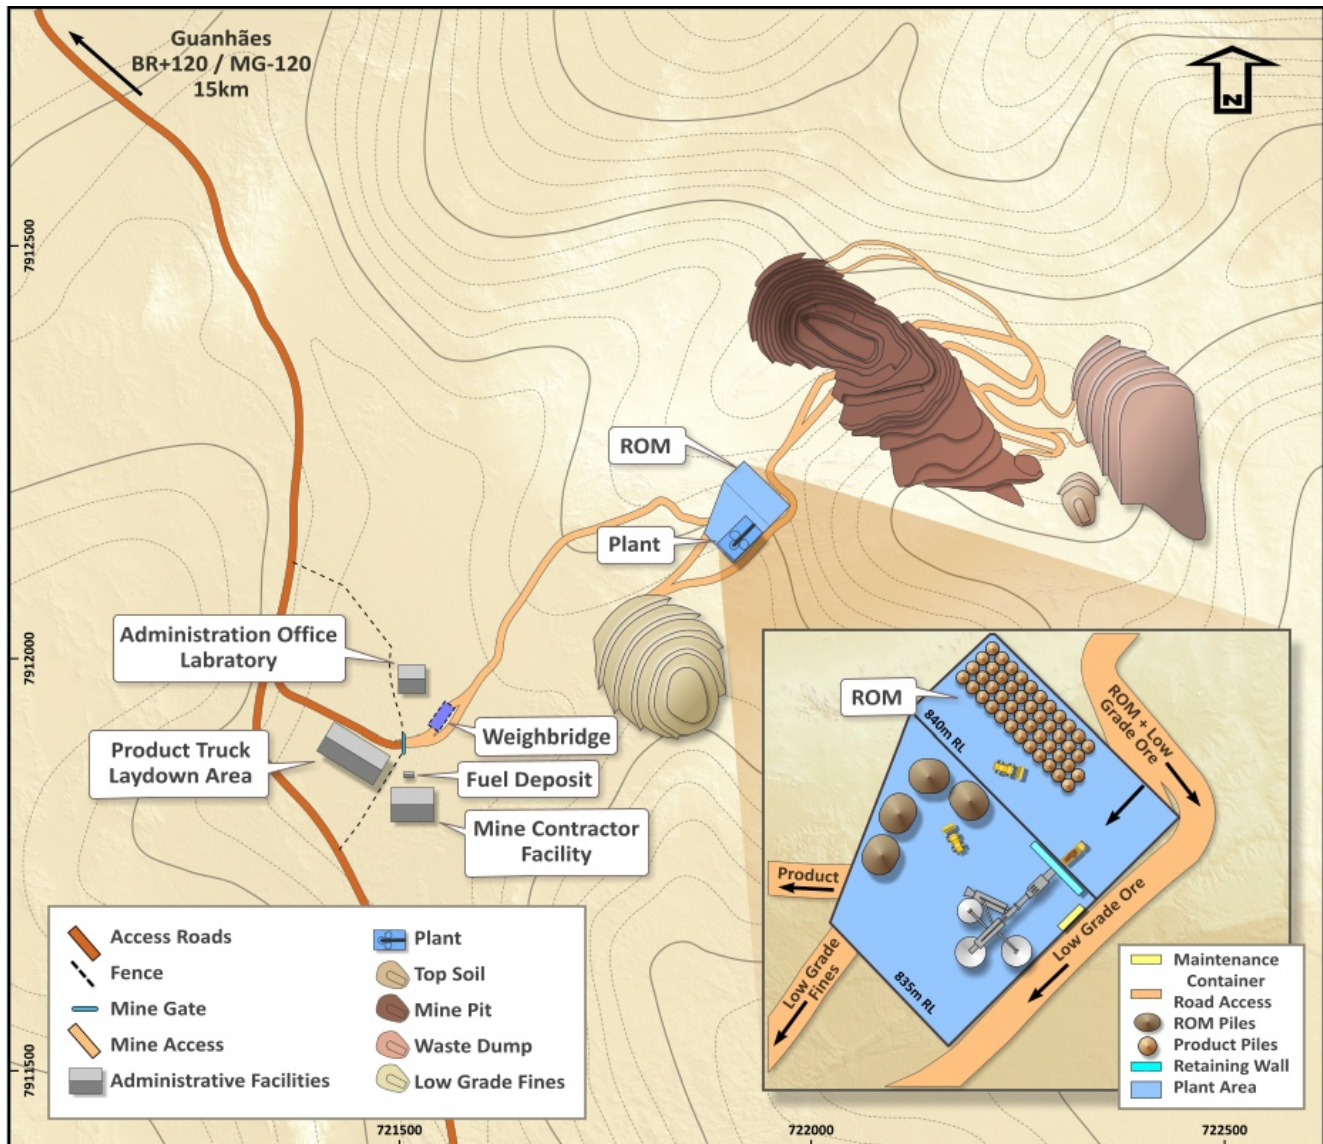 Guanhães
BR+120 / MG-120
15km
N
7912500
7912000
7911500
721500
722000
722500
ROM
Plant
Administration Office
Labratory
Product Truck
Laydown Area
Weighbridge
Fuel Deposit
Mine Contractor
Facility
Access Roads
Fence
Mine Gate
Mine Access
Administrative Facilities
Plant
Top Soil
Mine Pit
Waste Dump
Low Grade Fines
ROM
840m RL
ROM + Low
Grade Ore
Product
Low Grade
Fines
835m RL
Low Grade Ore
Maintenance
Container
Road Access
ROM Piles
Product Piles
Retaining Wall
Plant Area